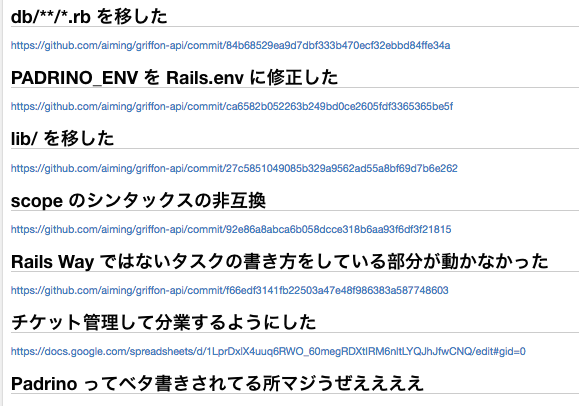 db/**/*.rb を移した
https://github.com/aiming/griffon-api/commit/84b68529ea9d7dbf333b470ecf32ebbd84ffe34a
PADRINO_ENV を Rails.env に修正した
https://github.com/aiming/griffon-api/commit/ca6582b052263b249bd0ce2605fdf3365365be5f
lib/ を移した
https://github.com/aiming/griffon-api/commit/27c5851049085b329a9562ad55a8bf69d7b6e262
scope のシンタックスの非互換
https://github.com/aiming/griffon-api/commit/92e86a8abca6b058dcce318b6aa93f6df3f21815
Rails Way ではないタスクの書き方をしている部分が動かなかった
https://github.com/aiming/griffon-api/commit/f66edf3141fb22503a47e48f986383a587748603
チケット管理して分業するようにした
https://docs.google.com/spreadsheets/d/1LprDxlX4uuq6RWO_60megRDXtIRM6nltLYQJhJfwCNQ/edit#gid=0
Padrino ってベタ書きされてる所マジうぜえええええ